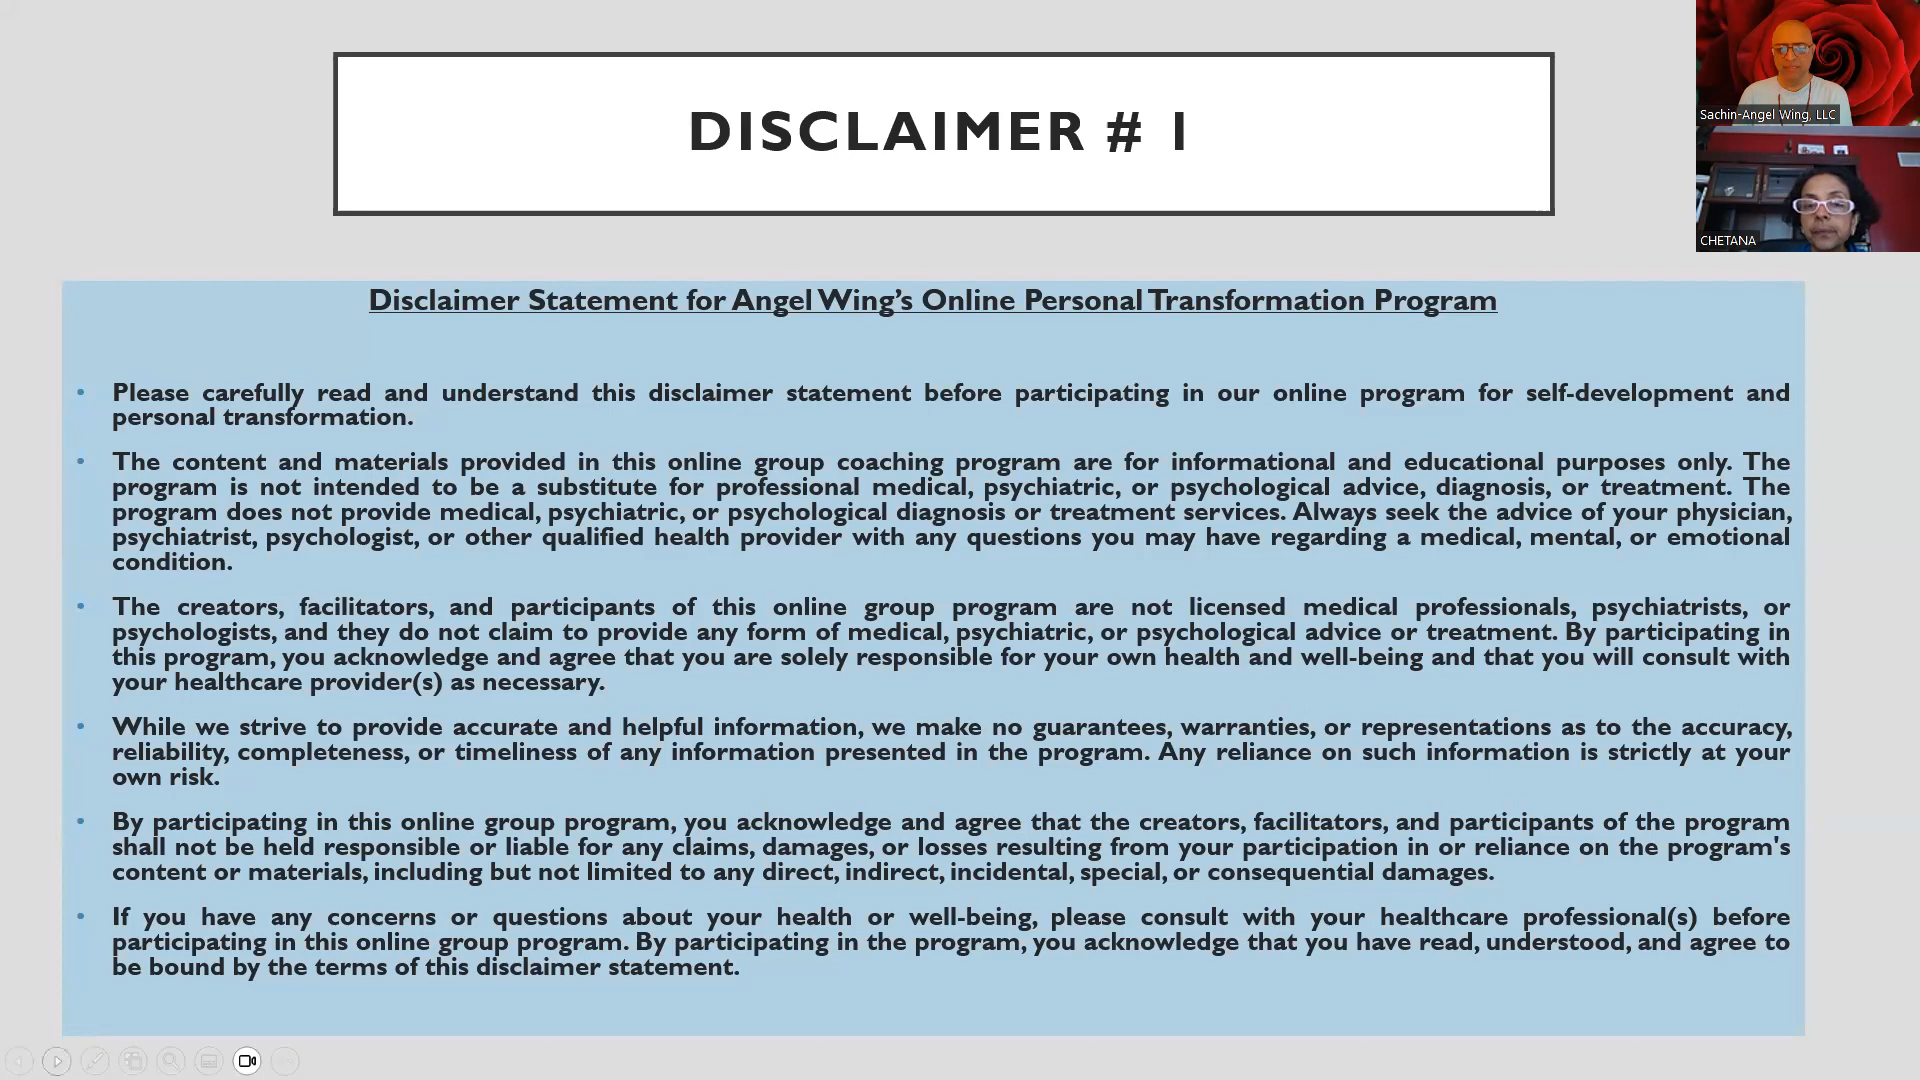 DISCLAIMER # 1
Sachin-Angel Wing, LLC
CHETANA
Disclaimer Statement for Angel Wing’s Online Personal Transformation Program
• Please carefully read and understand this disclaimer statement before participating in our online program for self-development and
personal transformation.
• The content and materials provided in this online group coaching program are for informational and educational purposes only. The
program is not intended to be a substitute for professional medical, psychiatric, or psychological advice, diagnosis, or treatment. The
program does not provide medical, psychiatric, or psychological diagnosis or treatment services. Always seek the advice of your physician,
psychiatrist, psychologist, or other qualified health provider with any questions you may have regarding a medical, mental, or emotional
condition.
• The creators, facilitators, and participants of this online group program are not licensed medical professionals, psychiatrists, or
psychologists, and they do not claim to provide any form of medical, psychiatric, or psychological advice or treatment. By participating in
this program, you acknowledge and agree that you are solely responsible for your own health and well-being and that you will consult with
your healthcare provider(s) as necessary.
• While we strive to provide accurate and helpful information, we make no guarantees, warranties, or representations as to the accuracy,
reliability, completeness, or timeliness of any information presented in the program. Any reliance on such information is strictly at your
own risk.
• By participating in this online group program, you acknowledge and agree that the creators, facilitators, and participants of the program
shall not be held responsible or liable for any claims, damages, or losses resulting from your participation in or reliance on the program's
content or materials, including but not limited to any direct, indirect, incidental, special, or consequential damages.
• If you have any concerns or questions about your health or well-being, please consult with your healthcare professional(s) before
participating in this online group program. By participating in the program, you acknowledge that you have read, understood, and agree to
be bound by the terms of this disclaimer statement.